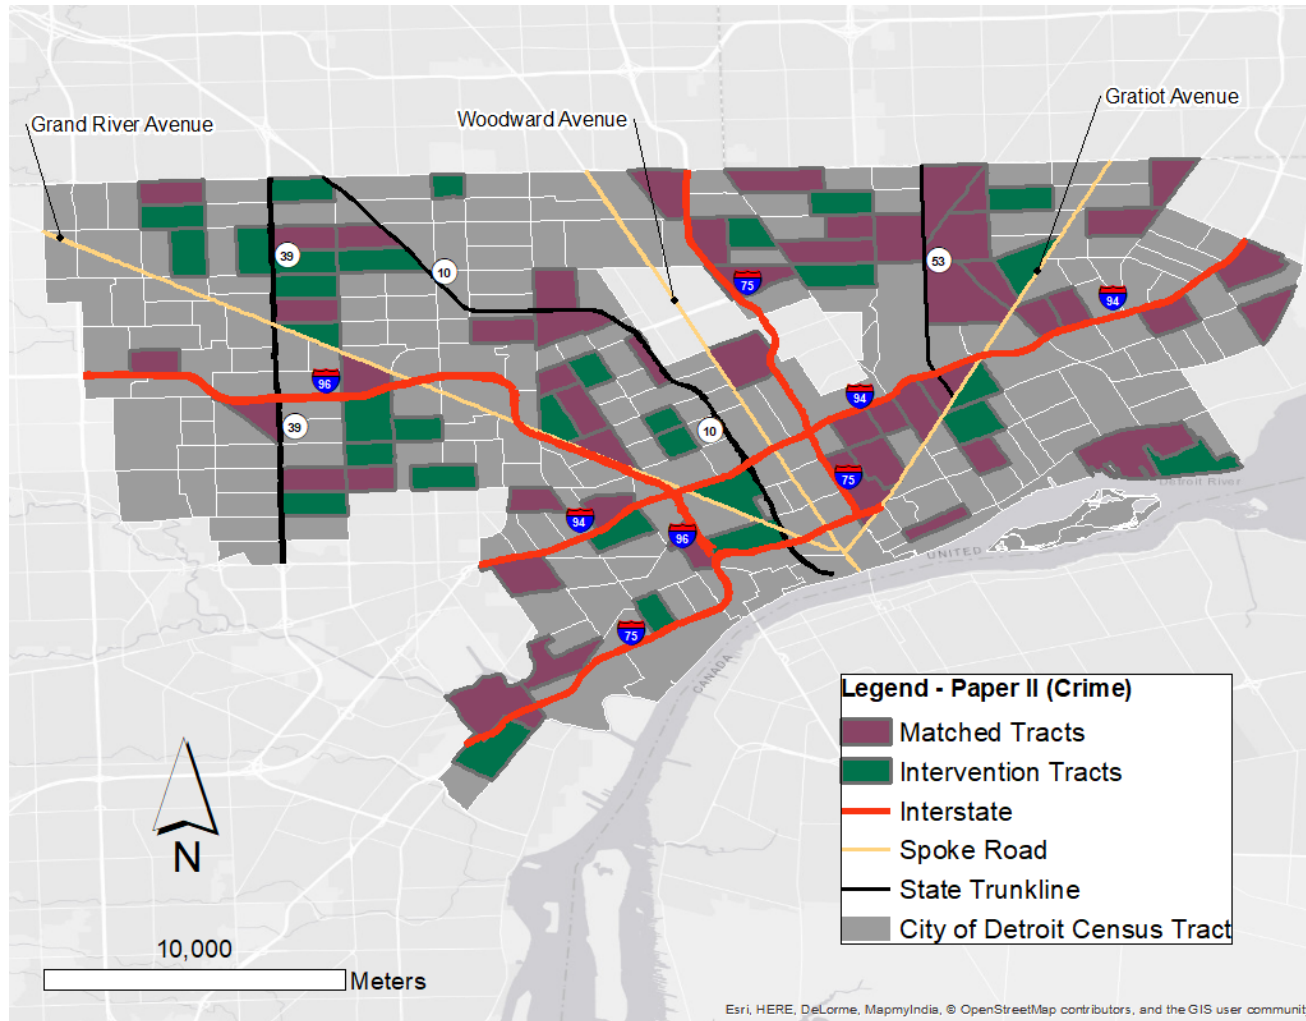 Gratiot Avenue
Woodward Avenue
Grand River Avenue
39
10
53
75
94
96
94
39
10
75
94
96
Detroit River
UNITED
75
CANADA
Legend - Paper II (Crime)
Matched Tracts
Intervention Tracts
Interstate
Spoke Road
State Trunkline
City of Detroit Census Tract
N
10,000
Meters
Esri, HERE, DeLorme, MapmyIndia, © OpenStreetMap contributors, and the GIS user communit